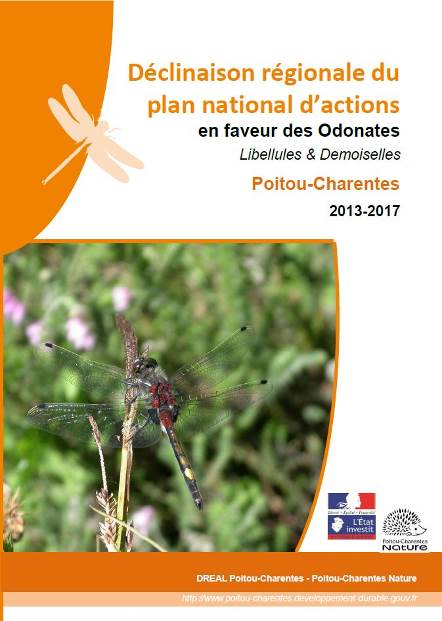 Déclinaison régionale du
plan national d'actions
en faveur des Odonates
Libellules & Demoiselles
Poitou-Charentes
2013-2017
L'État
investit
Poitou-Charentes
NATURE
DREAL Poitou-Charentes - Poitou-Charentes Nature
http://www.poitou-charentes.developpement-durable.gouv.fr